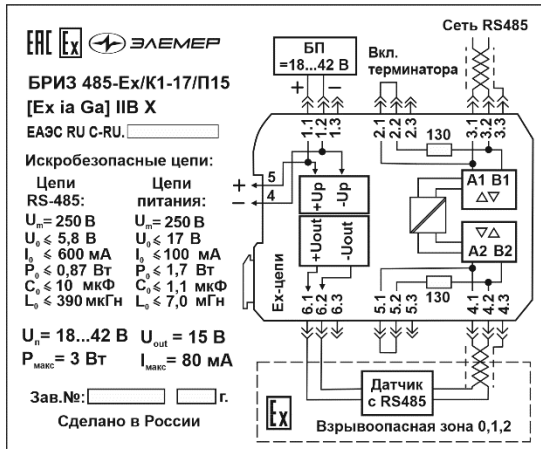 EAC Ex ЭЛЕМЕР
БРИЗ 485-Ex/К1-17/П15
[Ex ia Ga] IIB X
ЕАЭС RU C-RU.
Искробезопасные цепи:
Цепи RS-485:
Uₘ= 250 В
U₀ ≤ 5,8 В
I₀ ≤ 600 мА
P₀ ≤ 0,87 Вт
C₀ ≤ 10 мкФ
L₀ ≤ 390 мкГн
Цепи питания:
Uₘ= 250 В
U₀ ≤ 17 В
I₀ ≤ 100 мА
P₀ ≤ 1,7 Вт
C₀ ≤ 1,1 мкФ
L₀ ≤ 7,0 мГн
Uп = 18...42 В Uout = 15 В
Pмакс = 3 Вт Iмакс = 80 мА
Зав.№: г.
Сделано в России
Сеть RS485
БП
=18...42 В
Вкл.
терминатора
+ −
1.1 1.2 1.3 2.1 2.2 2.3 3.1 3.2 3.3
130
+ 5
− 4
+Up -Up
A1 B1
+Uout -Uout
A2 B2
Ex-цепи
130
6.1 6.2 6.3 5.1 5.2 5.3 4.1 4.2 4.3
Датчик
с RS485
Ex
Взрывоопасная зона 0,1,2